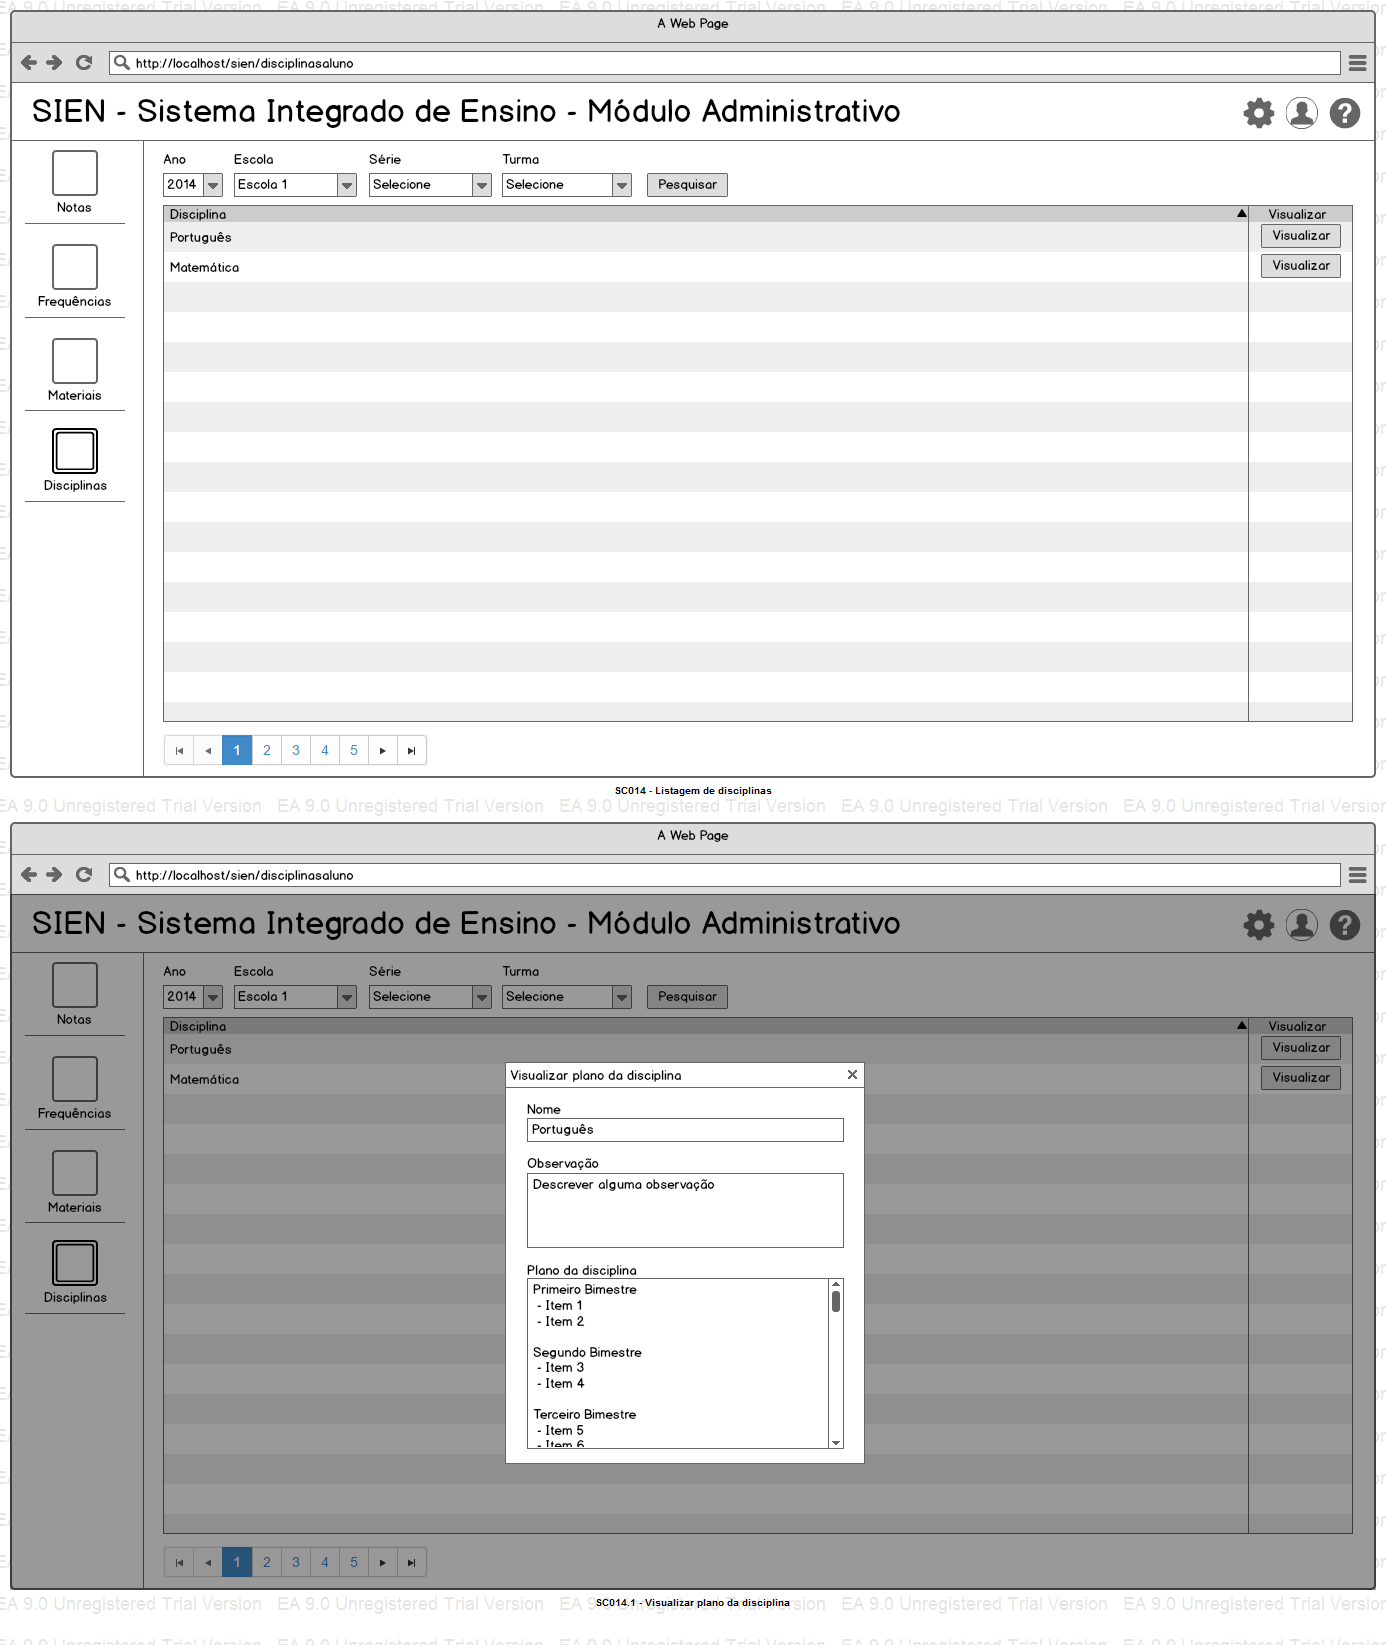 EA 9.0 Unregistered Trial Version EA 9.0 Unregistered Trial Version EA 9.0 Unregistered Trial Version EA 9.0 Unregistered Trial Version EA 9.0 Unregistered Trial Version
A Web Page
http://localhost/sien/disciplinasaluno
SIEN - Sistema Integrado de Ensino - Módulo Administrativo
Notas
Frequências
Materiais
Disciplinas
Ano Escola Série Turma
2014 Escola 1 Selecione Selecione Pesquisar
Disciplina Visualizar
Português Visualizar
Matemática Visualizar
1 2 3 4 5
SC014 - Listagem de disciplinas
EA 9.0 Unregistered Trial Version EA 9.0 Unregistered Trial Version EA 9.0 Unregistered Trial Version EA 9.0 Unregistered Trial Version EA 9.0 Unregistered Trial Version
A Web Page
http://localhost/sien/disciplinasaluno
SIEN - Sistema Integrado de Ensino - Módulo Administrativo
Notas
Frequências
Materiais
Disciplinas
Ano Escola Série Turma
2014 Escola 1 Selecione Selecione Pesquisar
Disciplina Visualizar
Português Visualizar
Matemática Visualizar
Visualizar plano da disciplina
Nome
Português
Observação
Descrever alguma observação
Plano da disciplina
Primeiro Bimestre
- Item 1
- Item 2
Segundo Bimestre
- Item 3
- Item 4
Terceiro Bimestre
- Item 5
- Item 6
1 2 3 4 5
SC014.1 - Visualizar plano da disciplina
EA 9.0 Unregistered Trial Version EA 9.0 Unregistered Trial Version EA 9.0 Unregistered Trial Version EA 9.0 Unregistered Trial Version